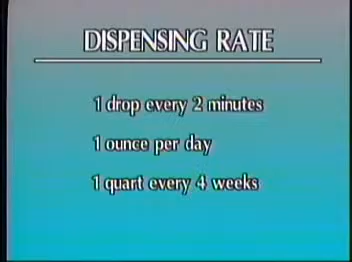 DISPENSING RATE
1 drop every 2 minutes
1 ounce per day
1 quart every 4 weeks